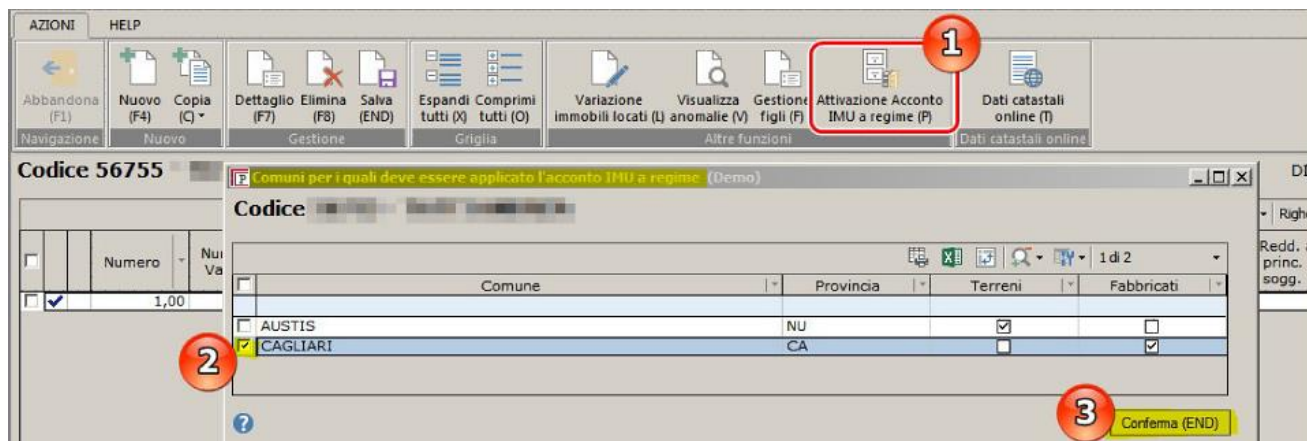 AZIONI HELP
Abbandona (F1)
Nuovo (F4)
Copia (C)
Dettaglio (F7)
Elimina (F8)
Salva (END)
Espandi tutti (X)
Comprimi tutti (O)
Variazione immobili locati (L)
Visualizza anomalie (V)
Gestione figli (F)
Attivazione Acconto IMU a regime (P)
Dati catastali online (T)
1
Navigazione Nuovo Gestione Griglia Altre funzioni Dati catastali online
Codice 56755
Comuni per i quali deve essere applicato l'acconto IMU a regime (Demo)
Codice
1 di 2
Numero
Comune Provincia Terreni Fabbricati
Redd.
princ.
sogg.
1,00
AUSTIS NU
CAGLIARI CA
2
3
Conferma (END)